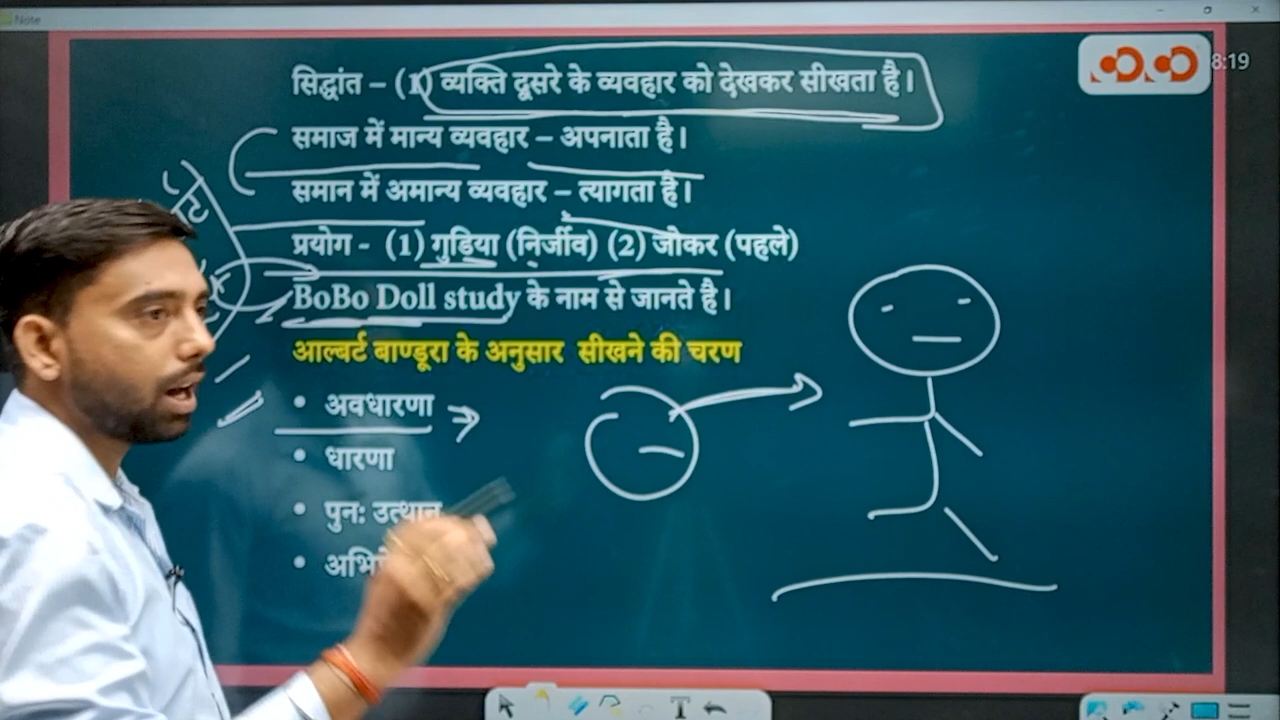 Note
8:19
सिद्धांत – (1) व्यक्ति दूसरे के व्यवहार को देखकर सीखता है।
समाज में मान्य व्यवहार – अपनाता है।
समान में अमान्य व्यवहार – त्यागता है।
प्रयोग - (1) गुड़िया (निर्जीव) (2) जोकर (पहले)
BoBo Doll study के नाम से जानते है।
आल्बर्ट बाण्डूरा के अनुसार सीखने की चरण
• अवधारणा
• धारणा
• पुन: उत्थान